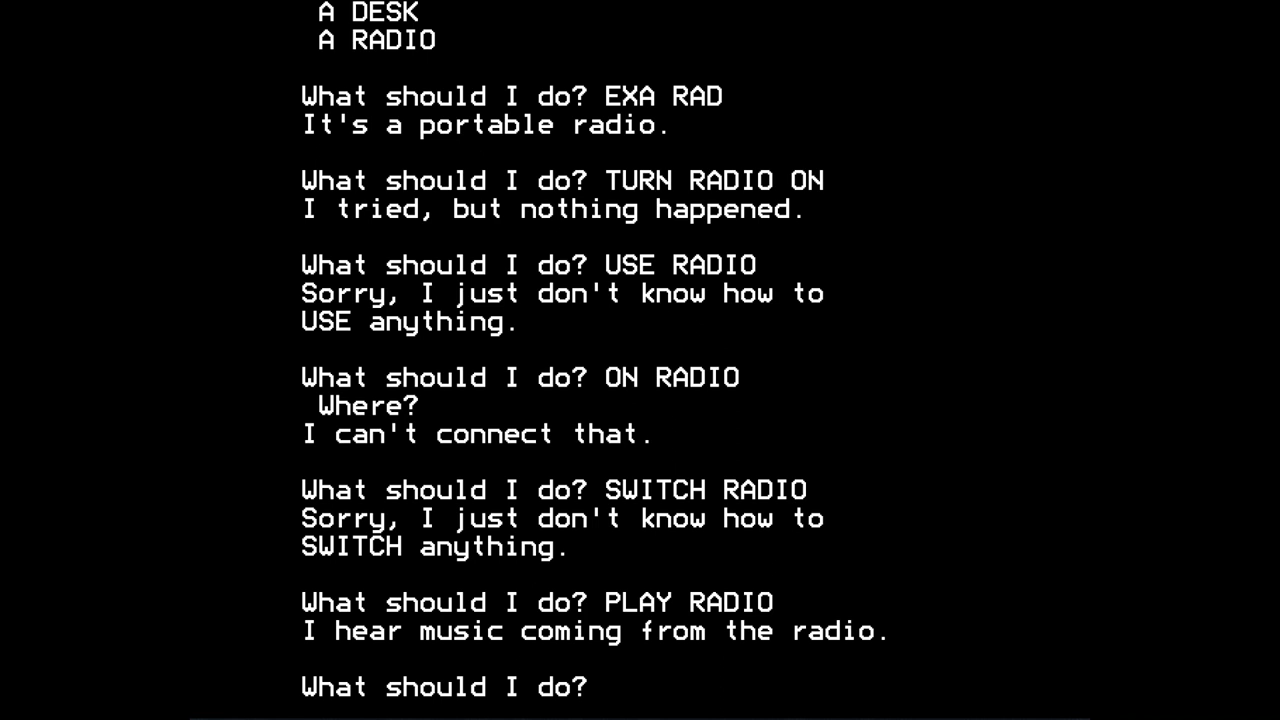 A DESK
A RADIO
What should I do? EXA RAD
It's a portable radio.
What should I do? TURN RADIO ON
I tried, but nothing happened.
What should I do? USE RADIO
Sorry, I just don't know how to
USE anything.
What should I do? ON RADIO
Where?
I can't connect that.
What should I do? SWITCH RADIO
Sorry, I just don't know how to
SWITCH anything.
What should I do? PLAY RADIO
I hear music coming from the radio.
What should I do?